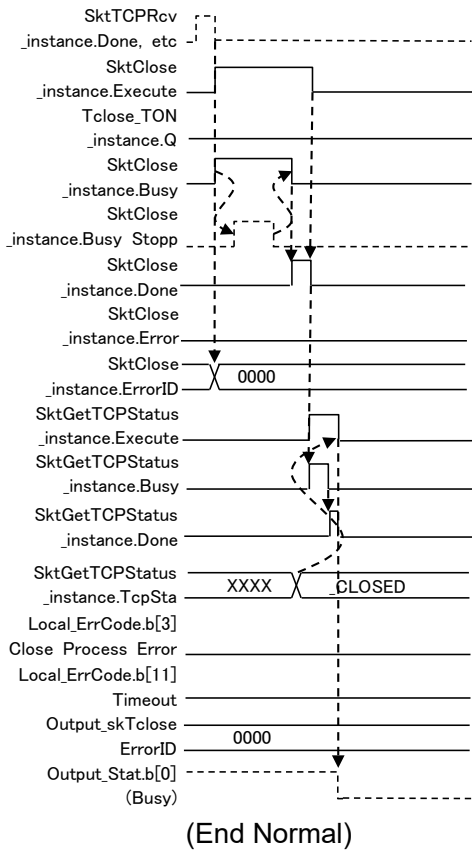 SktTCPRcv
_instance.Done, etc
SktClose
_instance.Execute
Tclose_TON
_instance.Q
SktClose
_instance.Busy
SktClose
_instance.Busy Stopp
SktClose
_instance.Done
SktClose
_instance.Error
SktClose
_instance.ErrorID
0000
SktGetTCPStatus
_instance.Execute
SktGetTCPStatus
_instance.Busy
SktGetTCPStatus
_instance.Done
SktGetTCPStatus
_instance.TcpSta
XXXX
_CLOSED
Local_ErrCode.b[3]
Close Process Error
Local_ErrCode.b[11]
Timeout
Output_skTclose
ErrorID
0000
Output_Stat.b[0]
(Busy)
(End Normal)